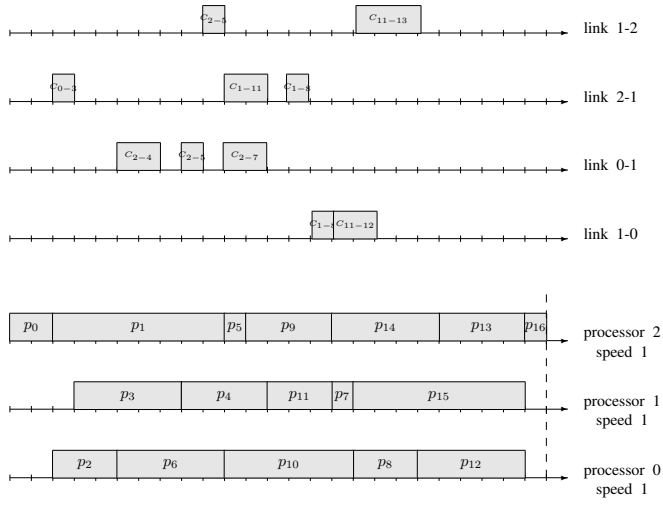 C2−5 C11−13 link 1-2
C0−3 C1−11 C1−8 link 2-1
C2−4 C2−5 C2−7 link 0-1
C1−8 C11−12 link 1-0
p0 p1 p5 p9 p14 p13 p16 processor 2
speed 1
p3 p4 p11 p7 p15 processor 1
speed 1
p2 p6 p10 p8 p12 processor 0
speed 1